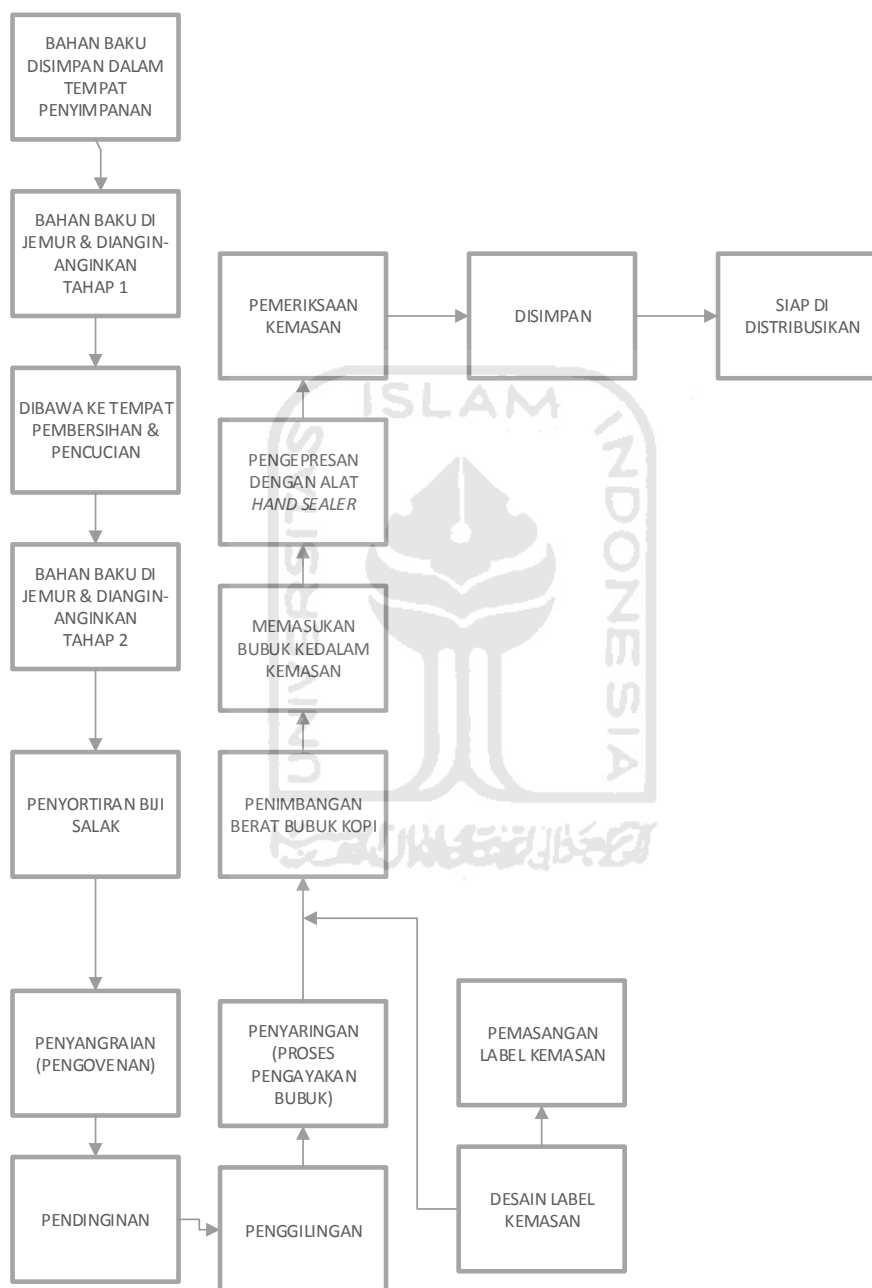 BAHAN BAKU
DISIMPAN DALAM
TEMPAT
PENYIMPANAN
BAHAN BAKU DI
JEMUR & DIANGIN-
ANGINKAN
TAHAP 1
DIBAWA KE TEMPAT
PEMBERSIHAN &
PENCUCIAN
BAHAN BAKU DI
JEMUR & DIANGIN-
ANGINKAN
TAHAP 2
PENYORTIRAN BIJI
SALAK
PENYANGRAIAN
(PENGOVENAN)
PENDINGINAN
PENGGILINGAN
PENYARINGAN
(PROSES
PENGAYAKAN
BUBUK)
DESAIN LABEL
KEMASAN
PEMASANGAN
LABEL KEMASAN
PENIMBANGAN
BERAT BUBUK KOPI
MEMASUKAN
BUBUK KEDALAM
KEMASAN
PENGEPRESAN
DENGAN ALAT
HAND SEALER
PEMERIKSAAN
KEMASAN
DISIMPAN
SIAP DI
DISTRIBUSIKAN
UNIVERSITAS
ISLAM
INDONESIA